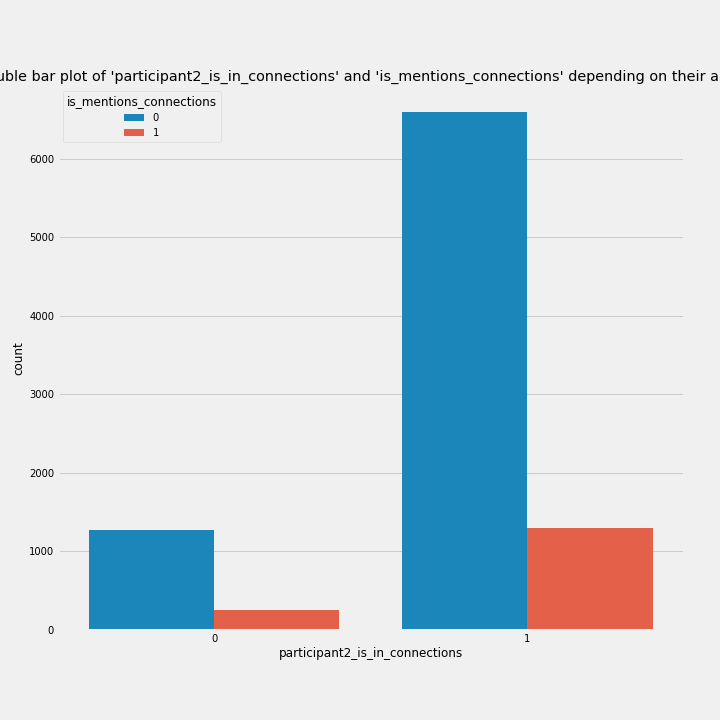 bar plot of 'participant2_is_in_connections' and 'is_mentions_connections' depending on their
is_mentions_connections
0
1
6000
5000
4000
3000
2000
1000
0
count
0 1
participant2_is_in_connections